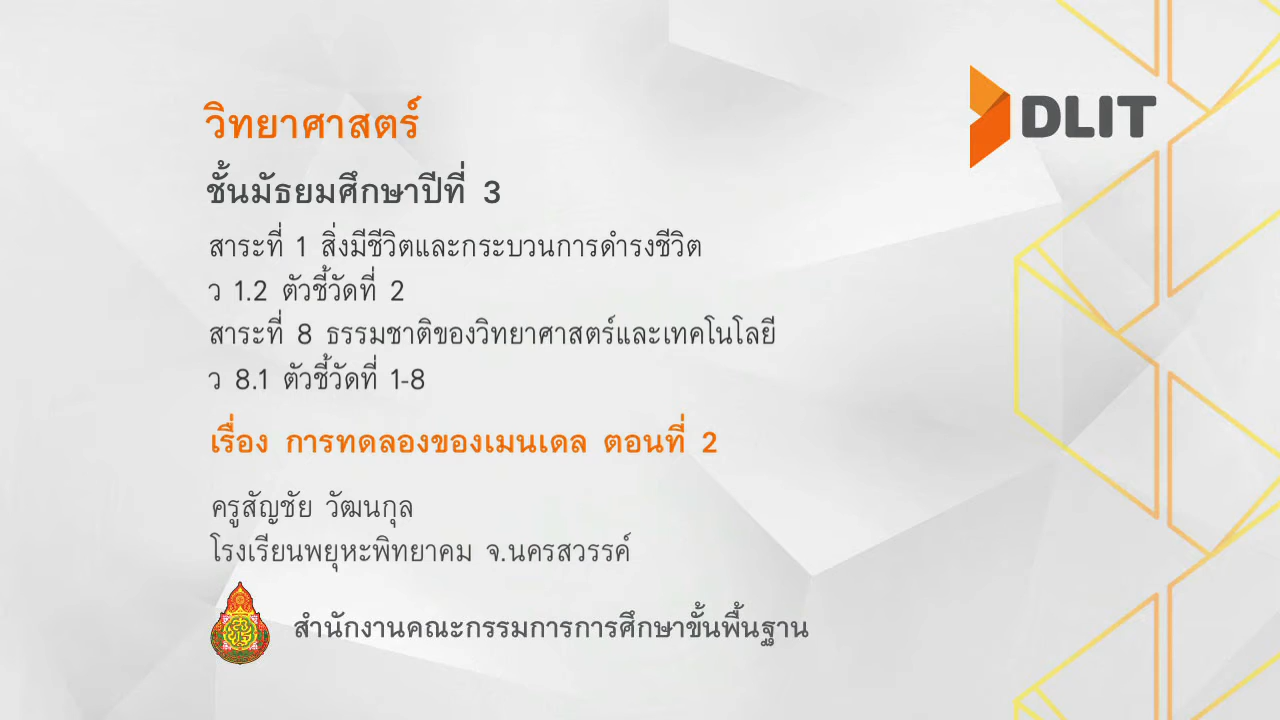 วิทยาศาสตร์
DLIT
ชั้นมัธยมศึกษาปีที่ 3
สาระที่ 1 สิ่งมีชีวิตและกระบวนการดำรงชีวิต
ว 1.2 ตัวชี้วัดที่ 2
สาระที่ 8 ธรรมชาติของวิทยาศาสตร์และเทคโนโลยี
ว 8.1 ตัวชี้วัดที่ 1-8
เรื่อง การทดลองของเมนเดล ตอนที่ 2
ครูสัญชัย วัฒนกุล
โรงเรียนพยุหะพิทยาคม จ.นครสวรรค์
สำนักงานคณะกรรมการการศึกษาขั้นพื้นฐาน